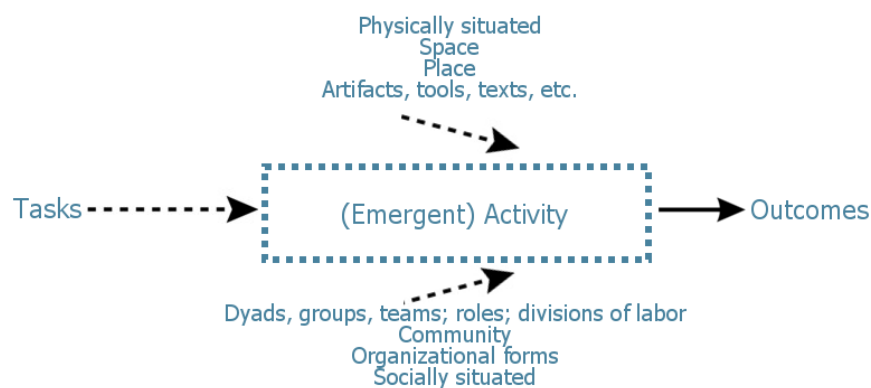 Physically situated
Space
Place
Artifacts, tools, texts, etc.
Tasks
(Emergent) Activity
Outcomes
Dyads, groups, teams; roles; divisions of labor
Community
Organizational forms
Socially situated